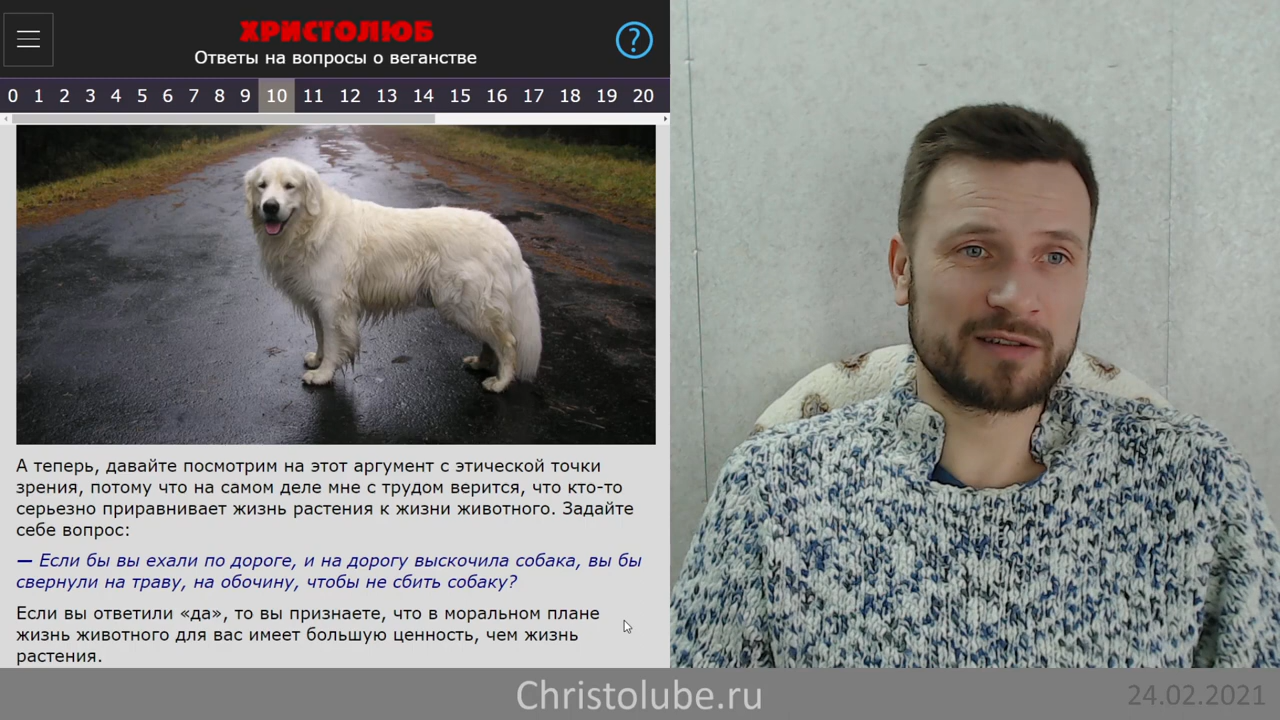 ХРИСТОЛЮБ
Ответы на вопросы о веганстве
?
0 1 2 3 4 5 6 7 8 9 10 11 12 13 14 15 16 17 18 19 20
А теперь, давайте посмотрим на этот аргумент с этической точки
зрения, потому что на самом деле мне с трудом верится, что кто-то
серьезно приравнивает жизнь растения к жизни животного. Задайте
себе вопрос:
— Если бы вы ехали по дороге, и на дорогу выскочила собака, вы бы
свернули на траву, на обочину, чтобы не сбить собаку?
Если вы ответили «да», то вы признаете, что в моральном плане
жизнь животного для вас имеет большую ценность, чем жизнь
растения.
Christolube.ru
24.02.2021